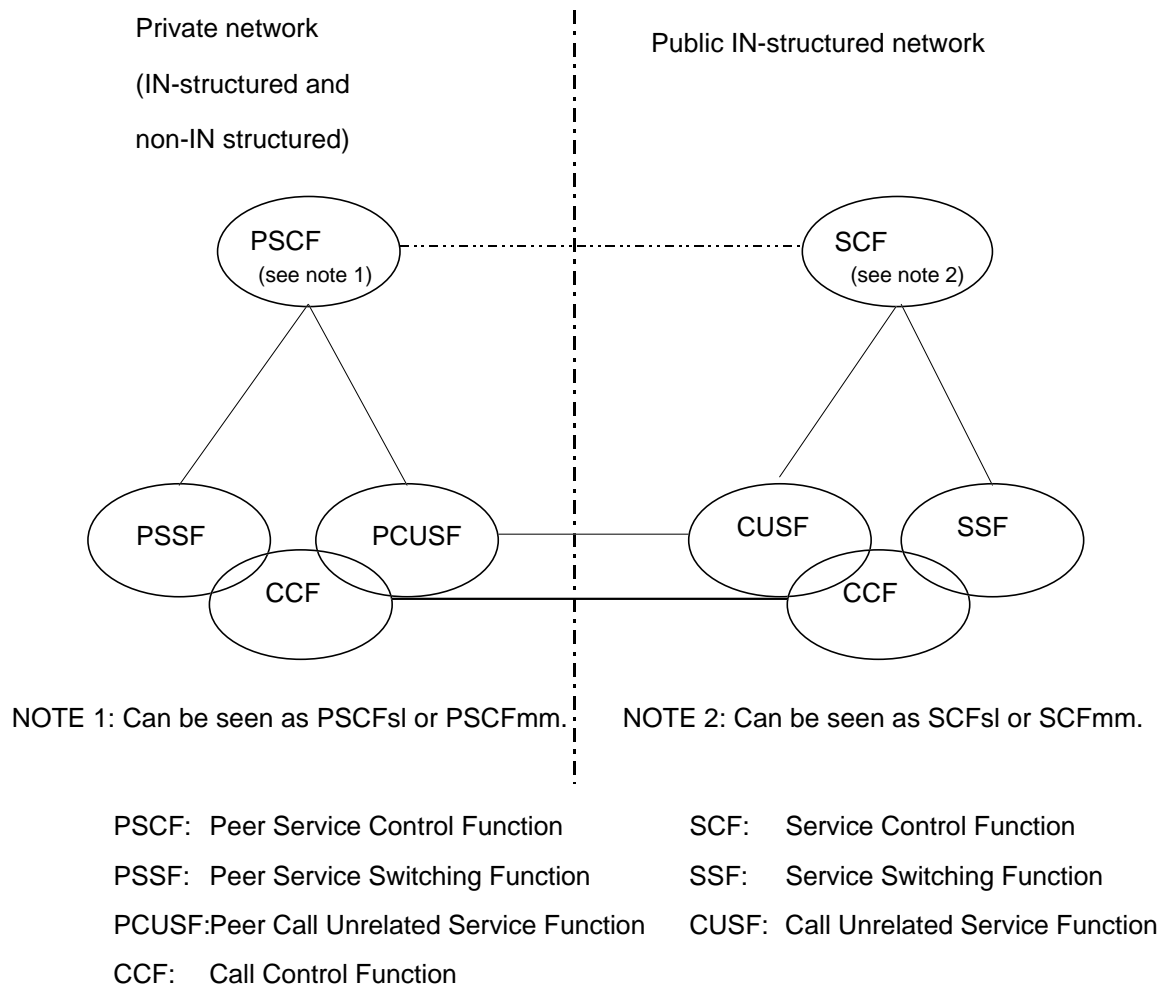 Private network
(IN-structured and
non-IN structured)
Public IN-structured network
PSCF
(see note 1)
SCF
(see note 2)
PSSF
PCUSF
CCF
CUSF
SSF
CCF
NOTE 1: Can be seen as PSCFsl or PSCFmm.
NOTE 2: Can be seen as SCFsl or SCFmm.
PSCF: Peer Service Control Function
PSSF: Peer Service Switching Function
PCUSF:Peer Call Unrelated Service Function
CCF: Call Control Function
SCF: Service Control Function
SSF: Service Switching Function
CUSF: Call Unrelated Service Function